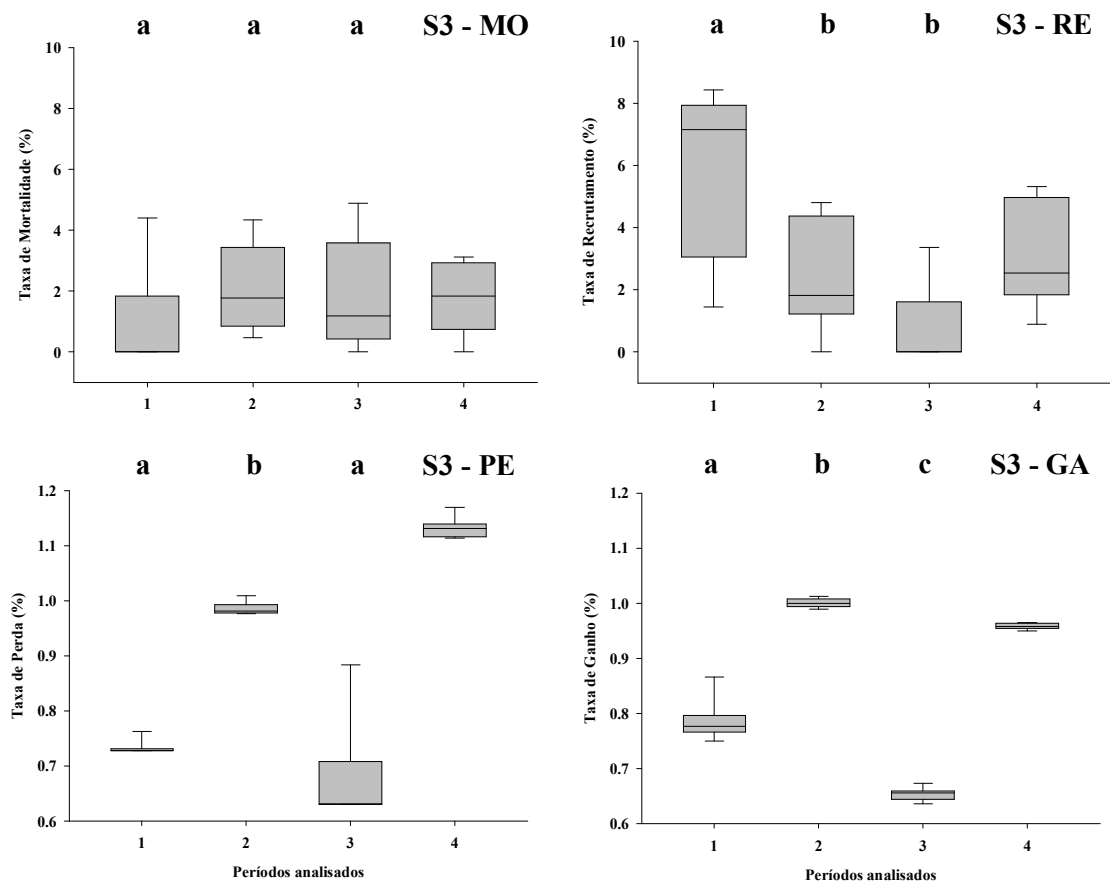 a a a S3 - MO
10
8
6
4
2
0
Taxa de Mortalidade (%)
1 2 3 4
a b b S3 - RE
10
8
6
4
2
0
Taxa de Recrutamento (%)
1 2 3 4
a b a S3 - PE
1.2
1.1
1.0
0.9
0.8
0.7
0.6
Taxa de Perda (%)
1 2 3 4
Períodos analisados
a b c S3 - GA
1.2
1.1
1.0
0.9
0.8
0.7
0.6
Taxa de Ganho (%)
1 2 3 4
Períodos analisados